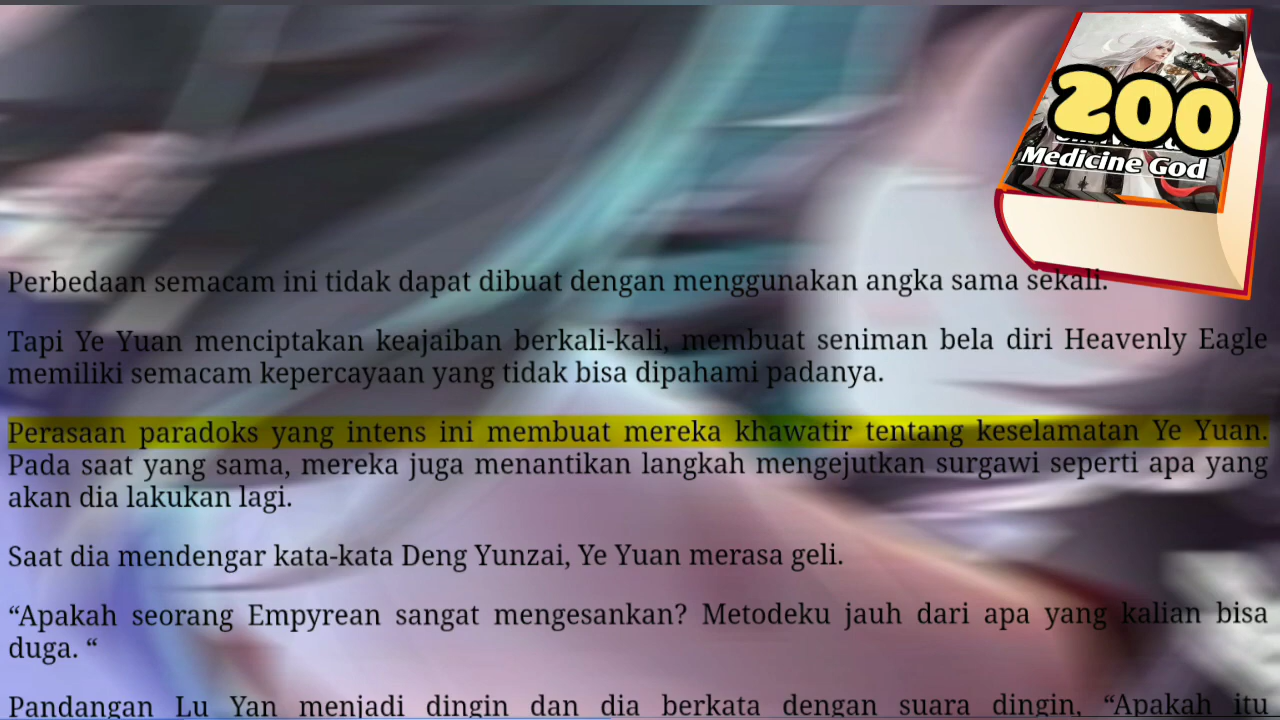 200
Medicine God
Perbedaan semacam ini tidak dapat dibuat dengan menggunakan angka sama sekali.
Tapi Ye Yuan menciptakan keajaiban berkali-kali, membuat seniman bela diri Heavenly Eagle
memiliki semacam kepercayaan yang tidak bisa dipahami padanya.
Perasaan paradoks yang intens ini membuat mereka khawatir tentang keselamatan Ye Yuan.
Pada saat yang sama, mereka juga menantikan langkah mengejutkan surgawi seperti apa yang
akan dia lakukan lagi.
Saat dia mendengar kata-kata Deng Yunzai, Ye Yuan merasa geli.
“Apakah seorang Empyrean sangat mengesankan? Metodeku jauh dari apa yang kalian bisa
duga. “
Pandangan Lu Yan menjadi dingin dan dia berkata dengan suara dingin, “Apakah itu